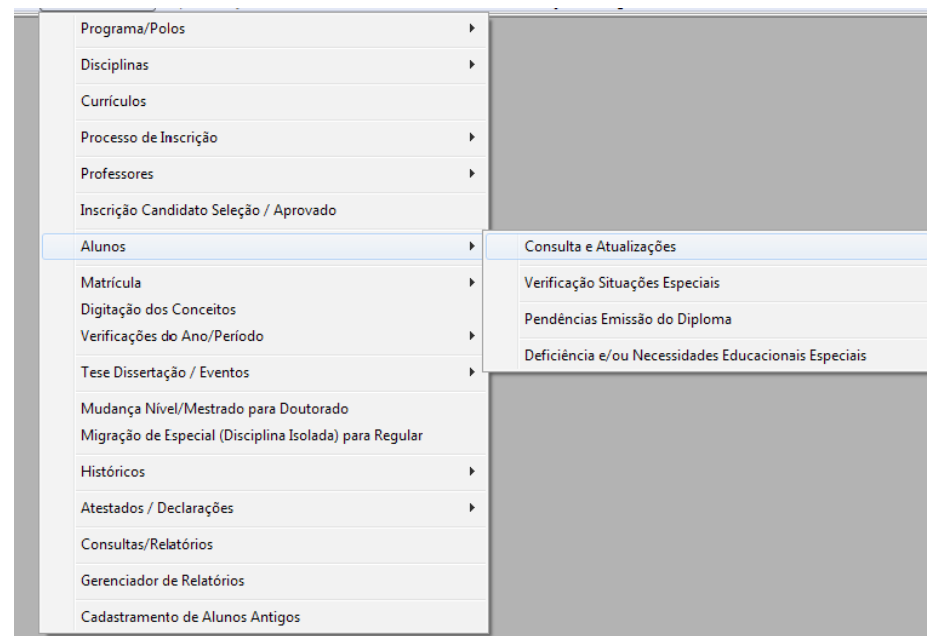 Programa/Polos
Disciplinas
Currículos
Processo de Inscrição
Professores
Inscrição Candidato Seleção / Aprovado
Alunos
Consulta e Atualizações
Verificação Situações Especiais
Pendências Emissão do Diploma
Deficiência e/ou Necessidades Educacionais Especiais
Matrícula
Digitação dos Conceitos
Verificações do Ano/Período
Tese Dissertação / Eventos
Mudança Nível/Mestrado para Doutorado
Migração de Especial (Disciplina Isolada) para Regular
Históricos
Atestados / Declarações
Consultas/Relatórios
Gerenciador de Relatórios
Cadastramento de Alunos Antigos